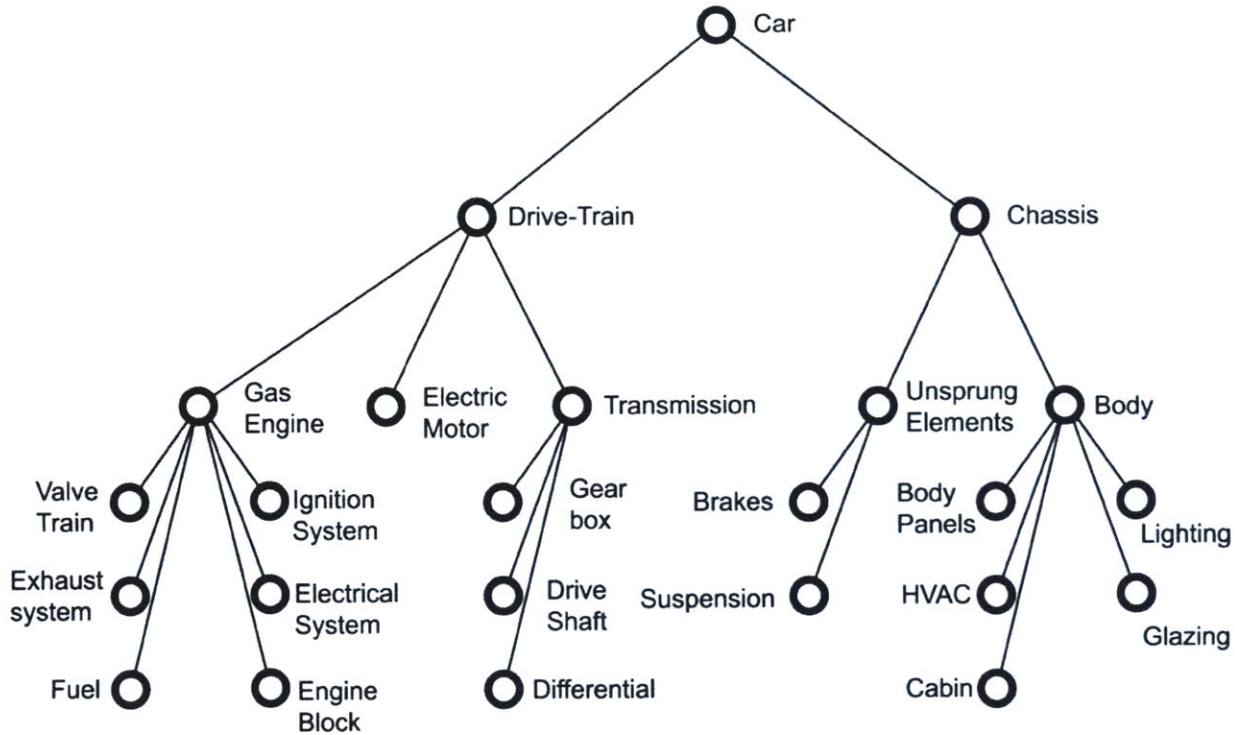 Car
Drive-Train
Chassis
Gas
Engine
Electric
Motor
Transmission
Unsprung
Elements
Body
Valve
Train
Ignition
System
Gear
box
Brakes
Body
Panels
Lighting
Exhaust
system
Electrical
System
Drive
Shaft
Suspension
HVAC
Glazing
Fuel
Engine
Block
Differential
Cabin